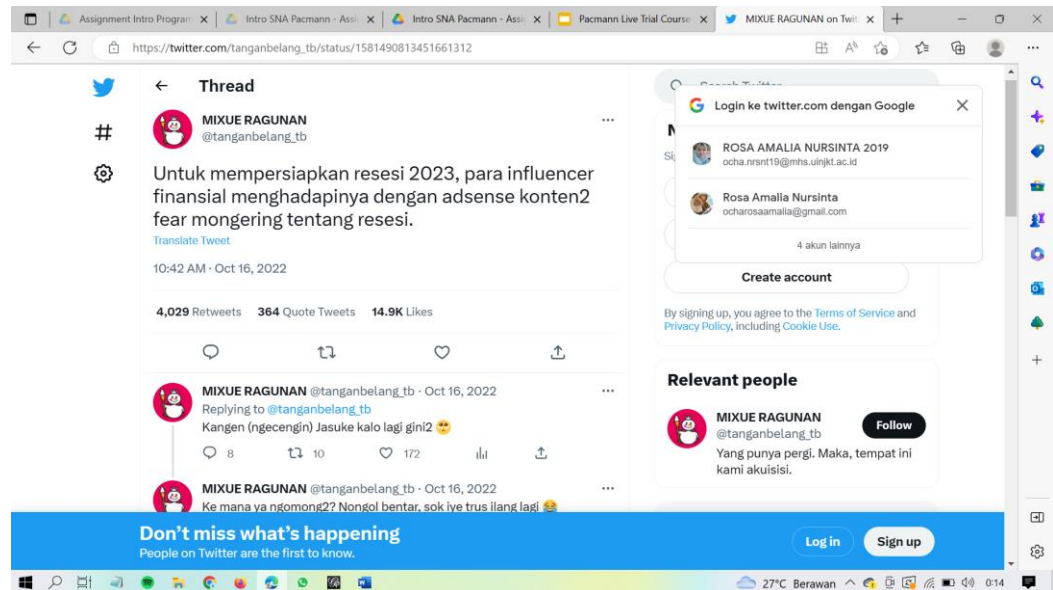 Assignment Intro Program
Intro SNA Pacmann - Assi
Intro SNA Pacmann - Assig
Pacmann Live Trial Course
MIXUE RAGUNAN on Twit
https://twitter.com/tanganbelang_tb/status/1581490813451661312
Thread
MIXUE RAGUNAN
@tanganbelang_tb
Untuk mempersiapkan resesi 2023, para influencer
finansial menghadapinya dengan adsense konten2
fear mongering tentang resesi.
Translate Tweet
10:42 AM · Oct 16, 2022
4,029 Retweets 364 Quote Tweets 14.9K Likes
MIXUE RAGUNAN @tanganbelang_tb · Oct 16, 2022
Replying to @tanganbelang_tb
Kangen (ngecengin) Jasuke kalo lagi gini2 🥹
8 10 172
MIXUE RAGUNAN @tanganbelang_tb · Oct 16, 2022
Ke mana ya ngomong2? Nongol bentar, sok iye trus ilang lagi 😂
Login ke twitter.com dengan Google
ROSA AMALIA NURSINTA 2019
ocha.nrsnt19@mhs.uinjkt.ac.id
Rosa Amalia Nursinta
ocharosaamalia@gmail.com
4 akun lainnya
Create account
By signing up, you agree to the Terms of Service and
Privacy Policy, including Cookie Use.
Relevant people
MIXUE RAGUNAN
@tanganbelang_tb
Follow
Yang punya pergi. Maka, tempat ini
kami akuisisi.
Don't miss what's happening
People on Twitter are the first to know.
Log in
Sign up
27°C Berawan
0:14